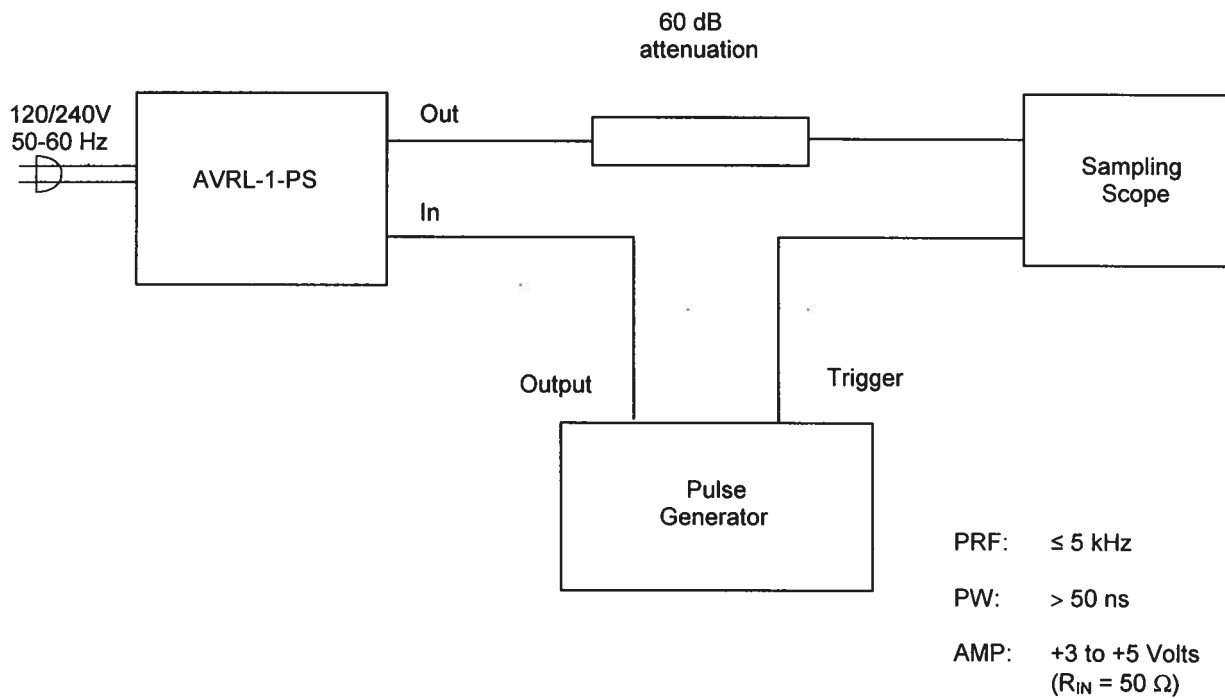 60 dB
attenuation
120/240V
50-60 Hz
Out
AVRL-1-PS
Sampling
Scope
In
Output
Trigger
Pulse
Generator
PRF: ≤ 5 kHz
PW: > 50 ns
AMP: +3 to +5 Volts
(RIN = 50 Ω)